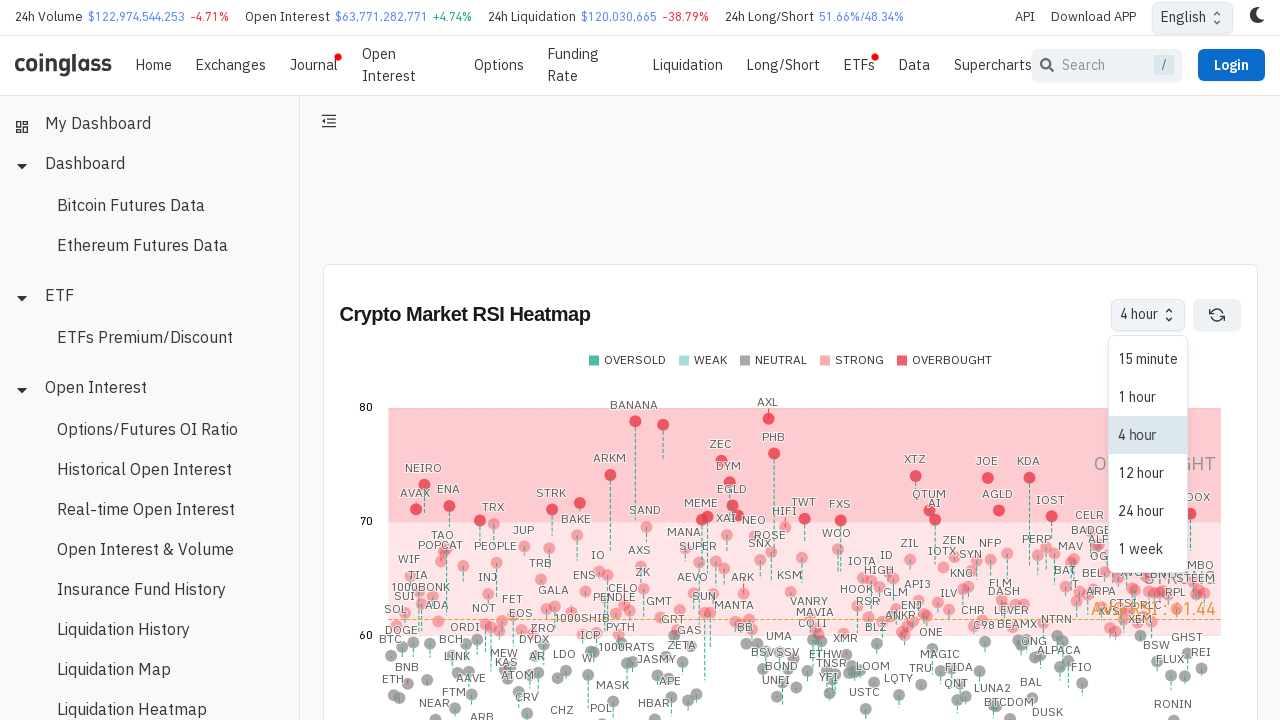 24h Volume $122,974,544,253 -4.71% Open Interest $63,771,282,771 +4.74% 24h Liquidation $120,030,665 -38.79% 24h Long/Short 51.66%/48.34% API Download APP English
coinglass Home Exchanges Journal Open Interest Options Funding Rate Liquidation Long/Short ETFs Data Supercharts Search / Login
My Dashboard
Dashboard
Bitcoin Futures Data
Ethereum Futures Data
ETF
ETFs Premium/Discount
Open Interest
Options/Futures OI Ratio
Historical Open Interest
Real-time Open Interest
Open Interest & Volume
Insurance Fund History
Liquidation History
Liquidation Map
Liquidation Heatmap
Crypto Market RSI Heatmap
4 hour
15 minute
1 hour
4 hour
12 hour
24 hour
1 week
OVERSOLD WEAK NEUTRAL STRONG OVERBOUGHT
80
BANANA AXL
ZEC PHB
NEIRO ARKM DYM XTZ JOE KDA
AVAX ENA STRK EGLD QTUM AGLD
TRX SAND MEME TWT FXS AI IOST
70
BAKE XAI NEO HIFI CELR
TAO JUP MANA ROSE WOO ZEN PERP BADGE
POPCAT PEOPLE AXS SUPER SNX ZIL NFP MAV
WIF TRB IO IOTX SYN
TIA INJ ENS ZK AEVO ARK KSM IOTA ID KNC BAT BEL MBO
1000BONK GALA CELO HIGH API3 FLM STEEM
SUI PENDLE GMT SUN HOOK GLM ILV DASH ARPA RPL
SOL ADA NOT FET MANTA VANRY RSR ENJ CHR LEVER CTSI
EOS 1000SHIB GRT MAVIA ANKR NTRN XVS XEM
DOGE ORDI ZRO PYTH GAS BB COTI BLZ ONE C98 BEAMX
60
BTC BCH DYDX ICP ZETA UMA XMR GHST
LINK MEW AR LDO 1000RATS BSV SSV ETHW MAGIC ALPACA BSW REI
BNB KAS JASMY BOND TNSR LOOM TRU FIDA FIO FLUX
ETH AAVE ATOM APE UNFI YFI LQTY QNT BAL
FTM CRV MASK USTC LUNA2
NEAR CHZ POL HBAR BTCDOM RONIN
ARB DUSK